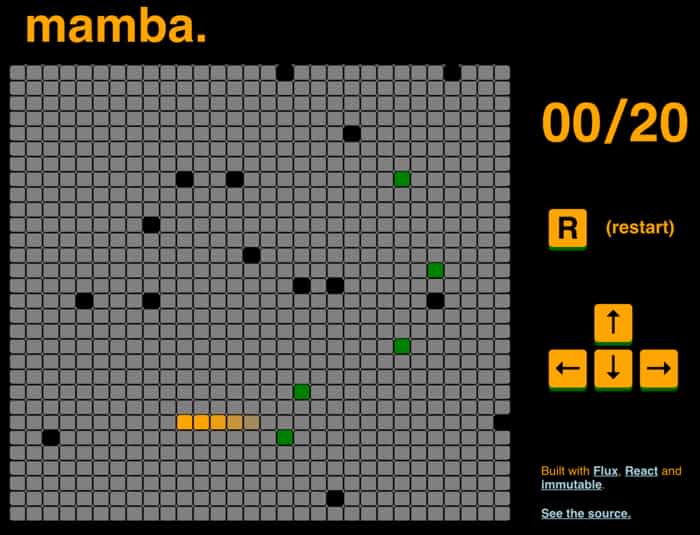 mamba.
00/20
R (restart)
↑
← ↓ →
Built with Flux, React and
immutable.
See the source.